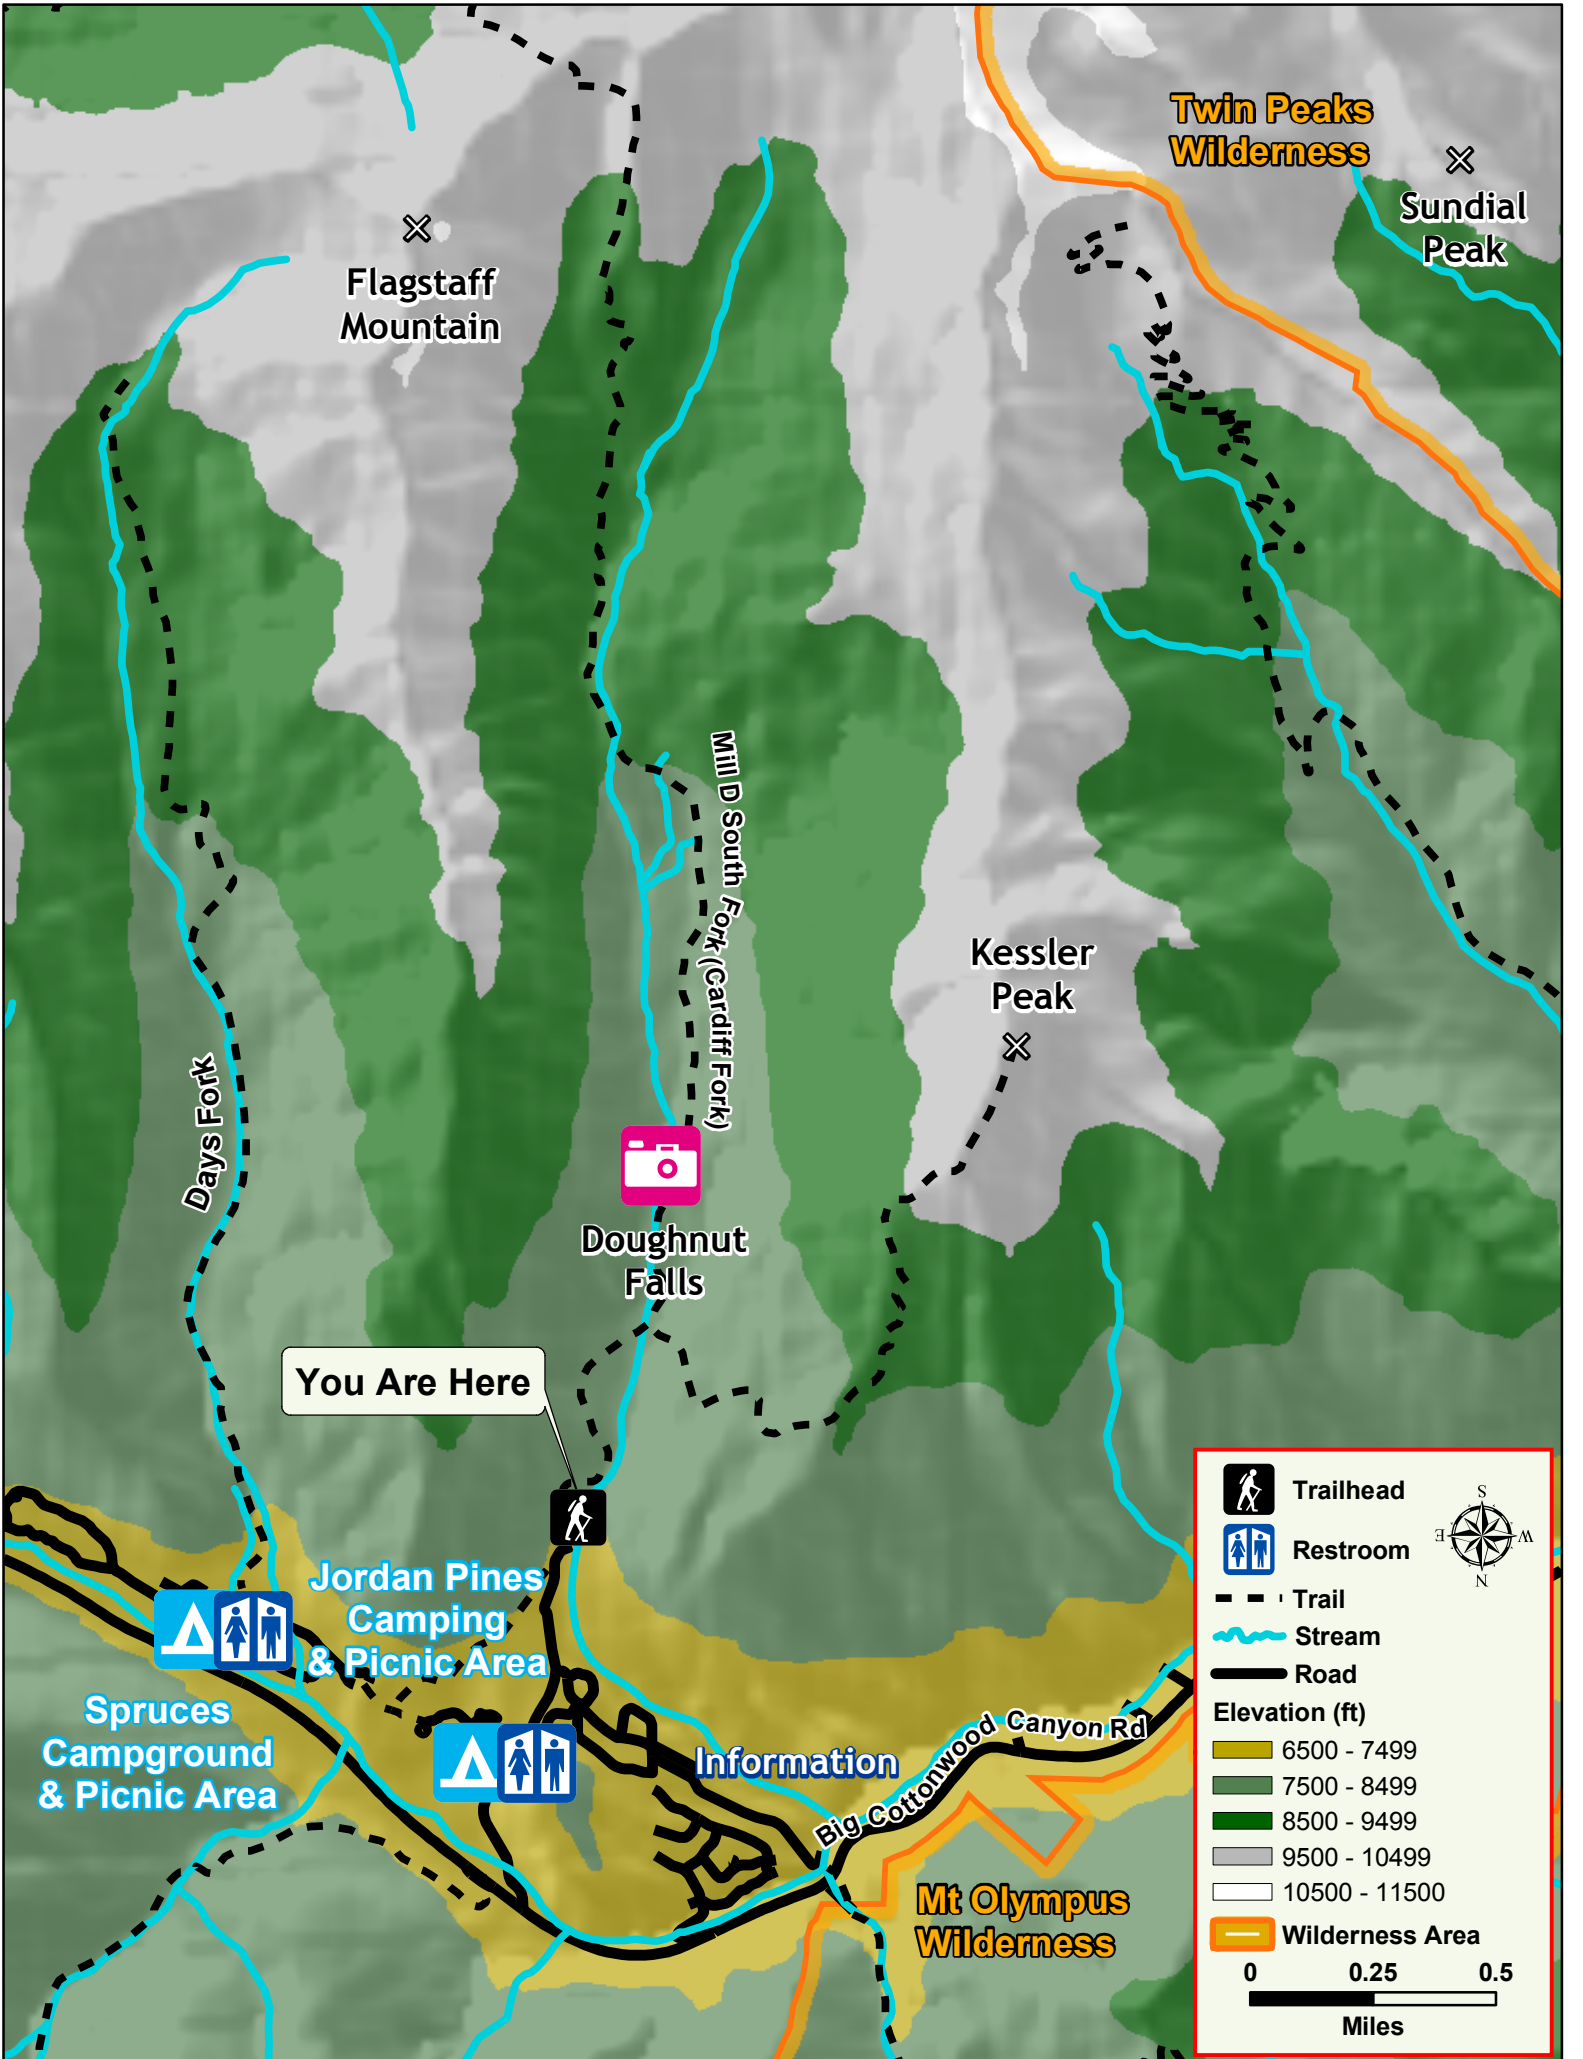 Twin Peaks
Wilderness
Sundial
Peak
Flagstaff
Mountain
Mill D South Fork (Cardiff Fork)
Kessler
Peak
Days Fork
Doughnut
Falls
You Are Here
Jordan Pines
Camping
& Picnic Area
Spruces
Campground
& Picnic Area
Information
Big Cottonwood Canyon Rd
Mt Olympus
Wilderness
Trailhead
Restroom
S
E
W
N
Trail
Stream
Road
Elevation (ft)
6500 - 7499
7500 - 8499
8500 - 9499
9500 - 10499
10500 - 11500
Wilderness Area
0 0.25 0.5
Miles